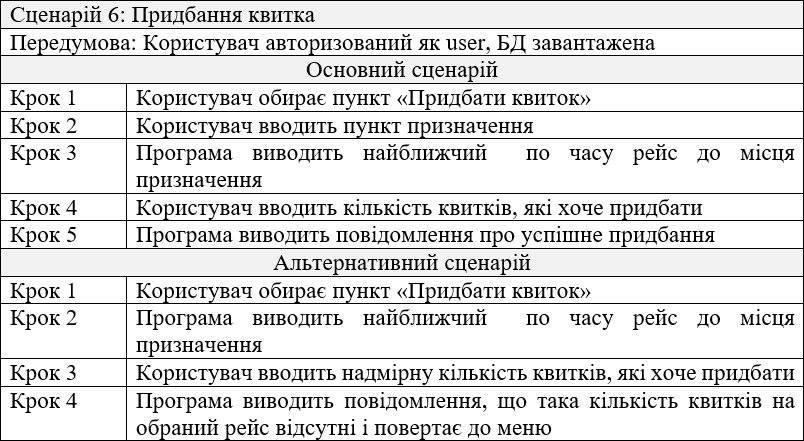 Сценарій 6: Придбання квитка
Передумова: Користувач авторизований як user, БД завантажена
Основний сценарій
Крок 1 Користувач обирає пункт «Придбати квиток»
Крок 2 Користувач вводить пункт призначення
Крок 3 Програма виводить найближчий по часу рейс до місця
призначення
Крок 4 Користувач вводить кількість квитків, які хоче придбати
Крок 5 Програма виводить повідомлення про успішне придбання
Альтернативний сценарій
Крок 1 Користувач обирає пункт «Придбати квиток»
Крок 2 Програма виводить найближчий по часу рейс до місця
призначення
Крок 3 Користувач вводить надмірну кількість квитків, які хоче придбати
Крок 4 Програма виводить повідомлення, що така кількість квитків на
обраний рейс відсутні і повертає до меню